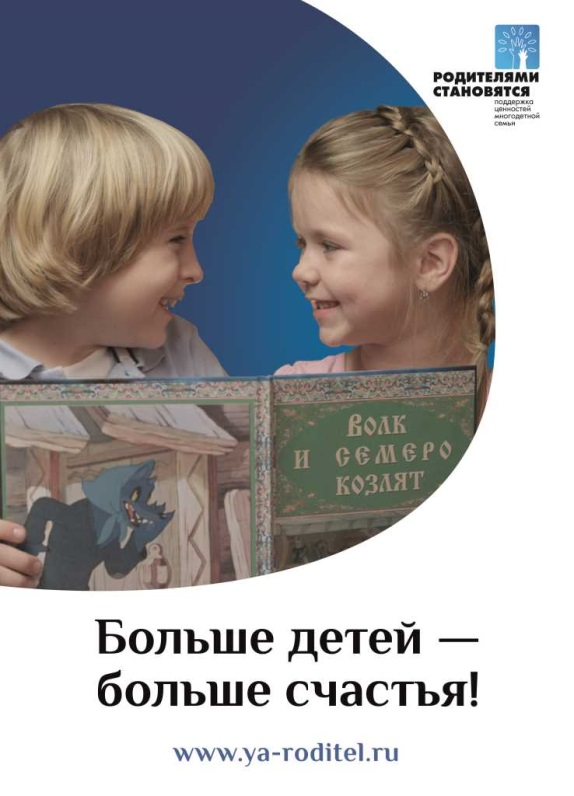 РОДИТЕЛЯМИ
СТАНОВЯТСЯ
поддержка
ценностей
многодетной
семьи
ВОЛК
И СЕМЕРО
КОЗЛЯТ
Больше детей —
больше счастья!
www.ya-roditel.ru